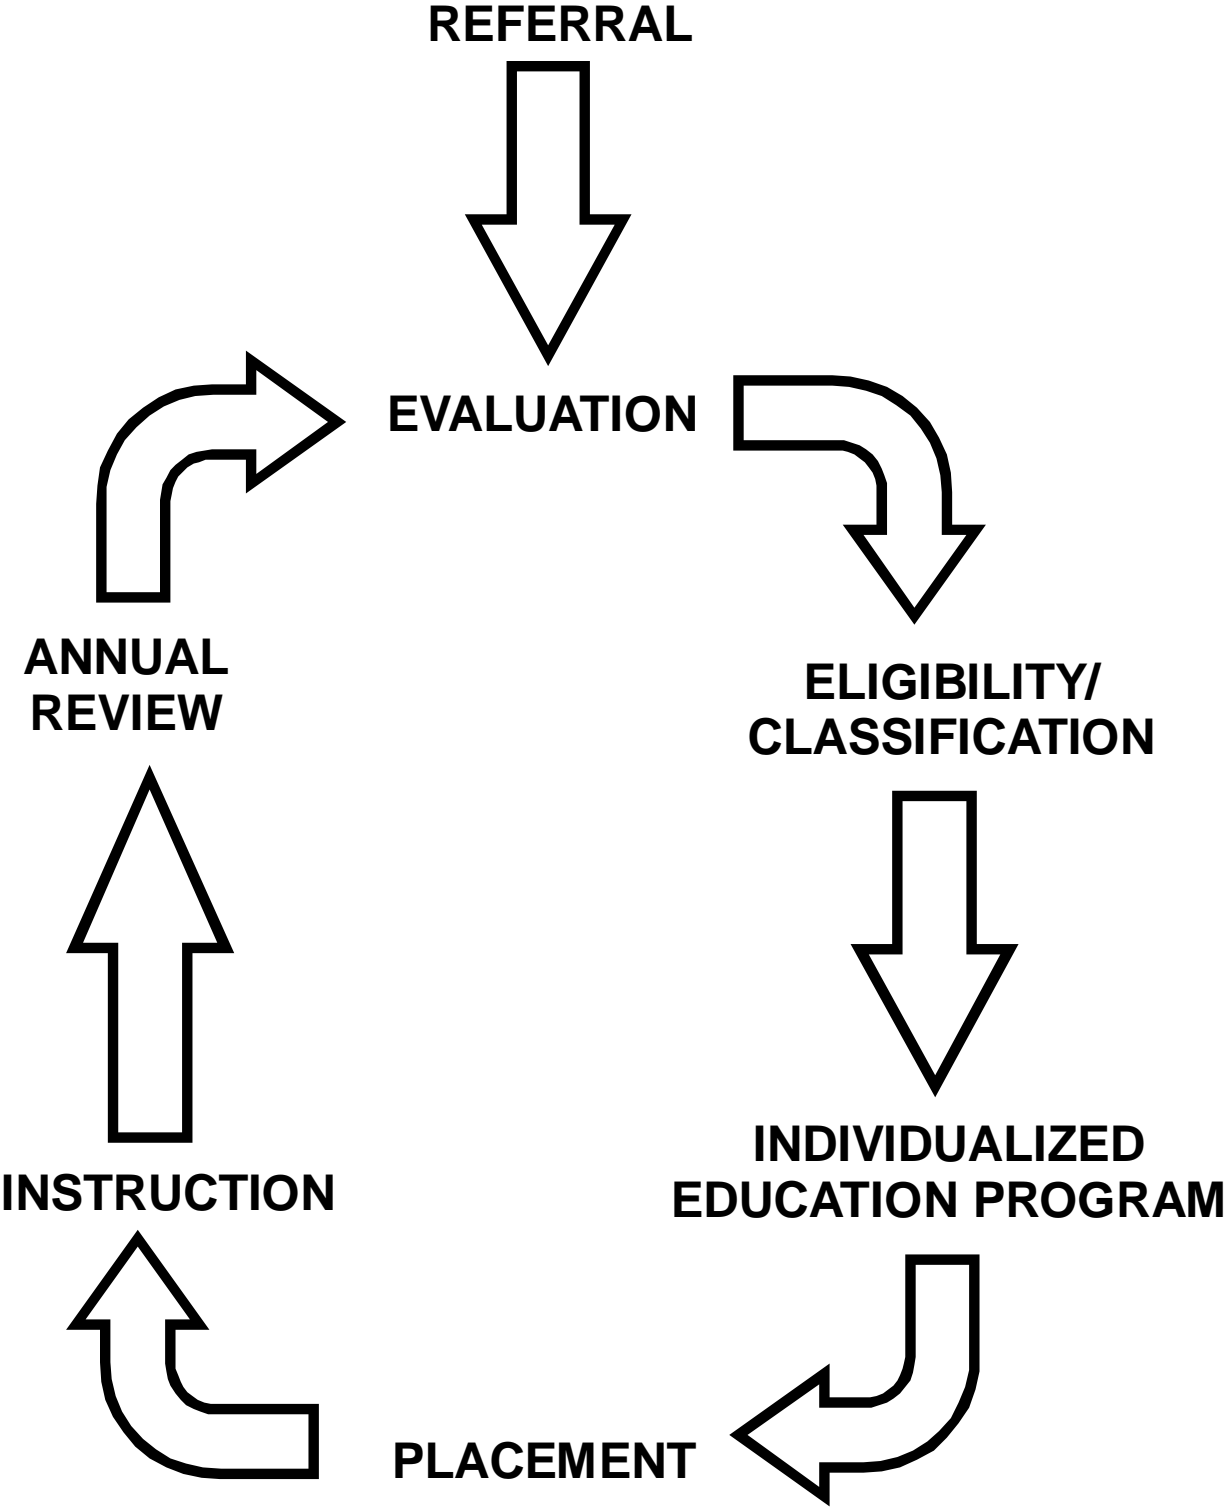 REFERRAL
EVALUATION
ELIGIBILITY/
CLASSIFICATION
INDIVIDUALIZED
EDUCATION PROGRAM
PLACEMENT
INSTRUCTION
ANNUAL
REVIEW